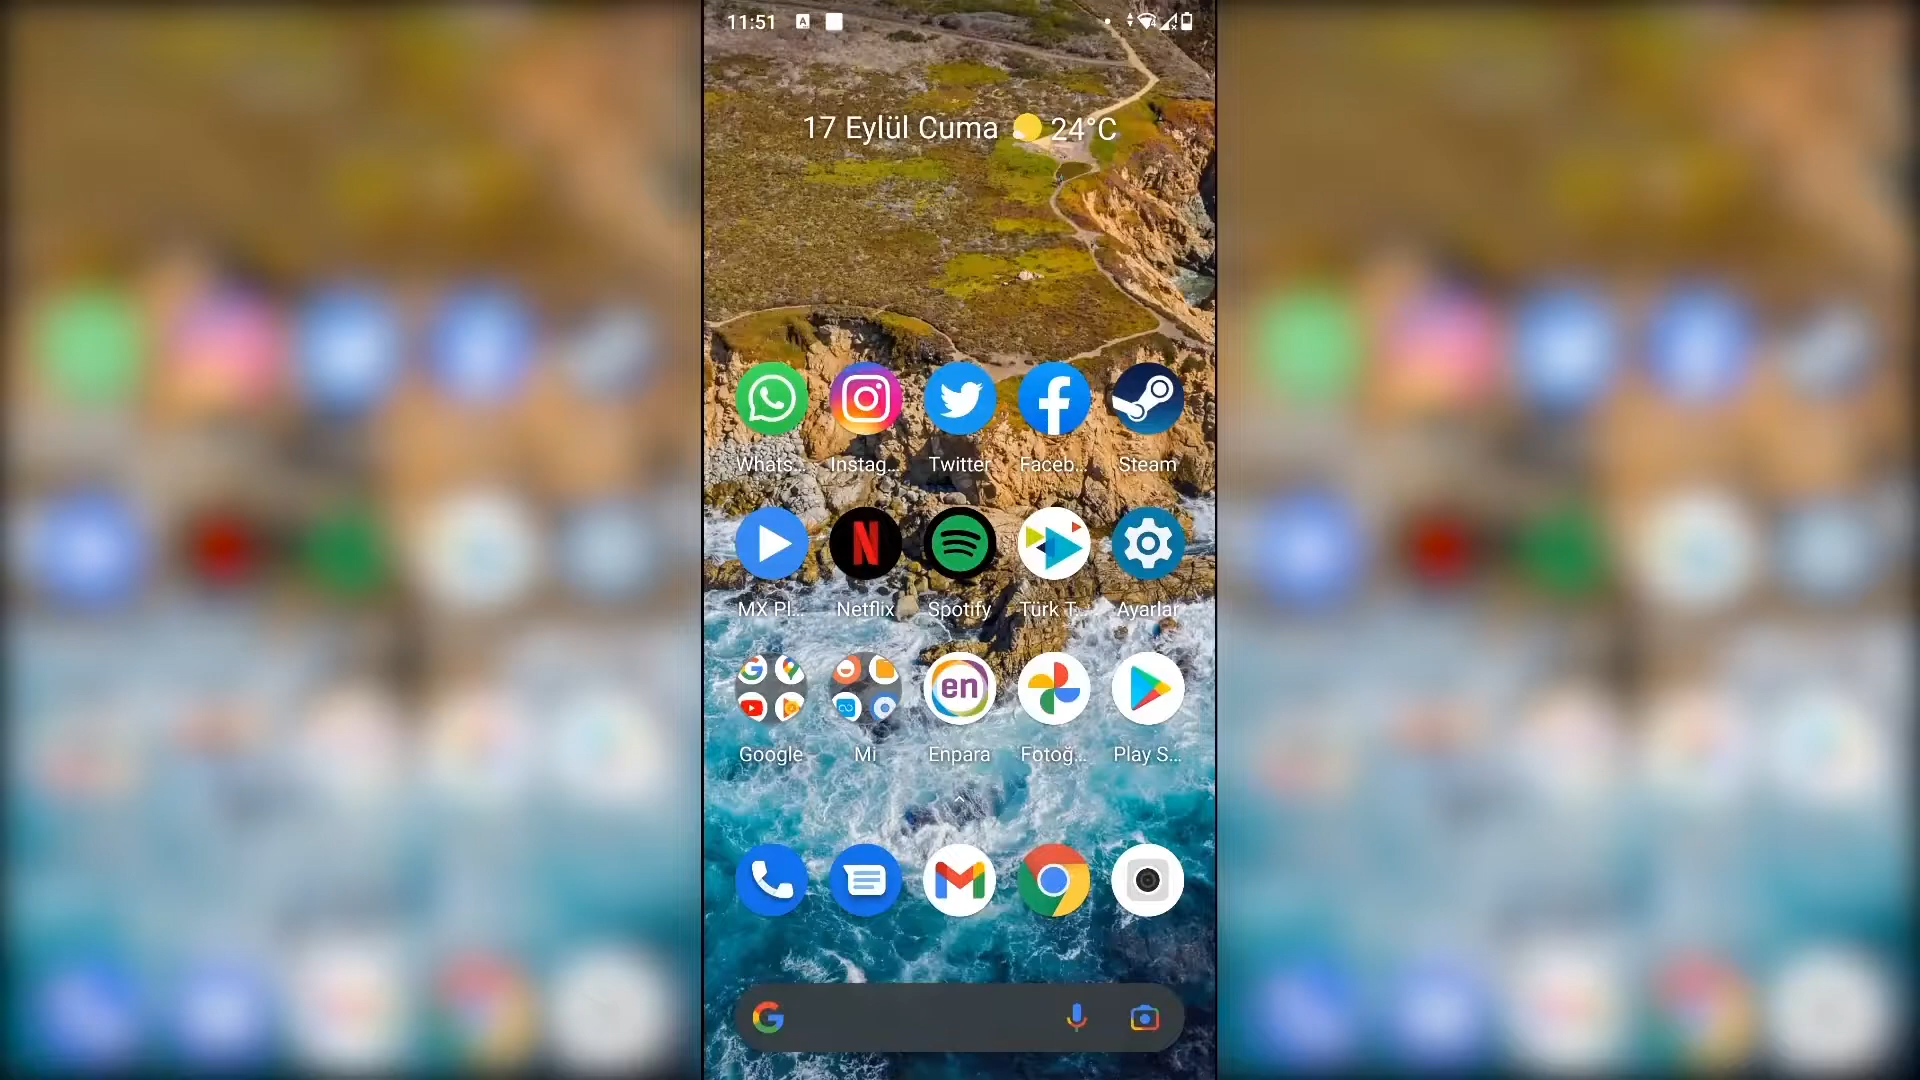 11:51
17 Eylül Cuma 24°C
Whats... Instag... Twitter Faceb... Steam
MX Pl... Netflix Spotify Türk T... Ayarlar
en
Google Mi Enpara Fotoğ... Play S...